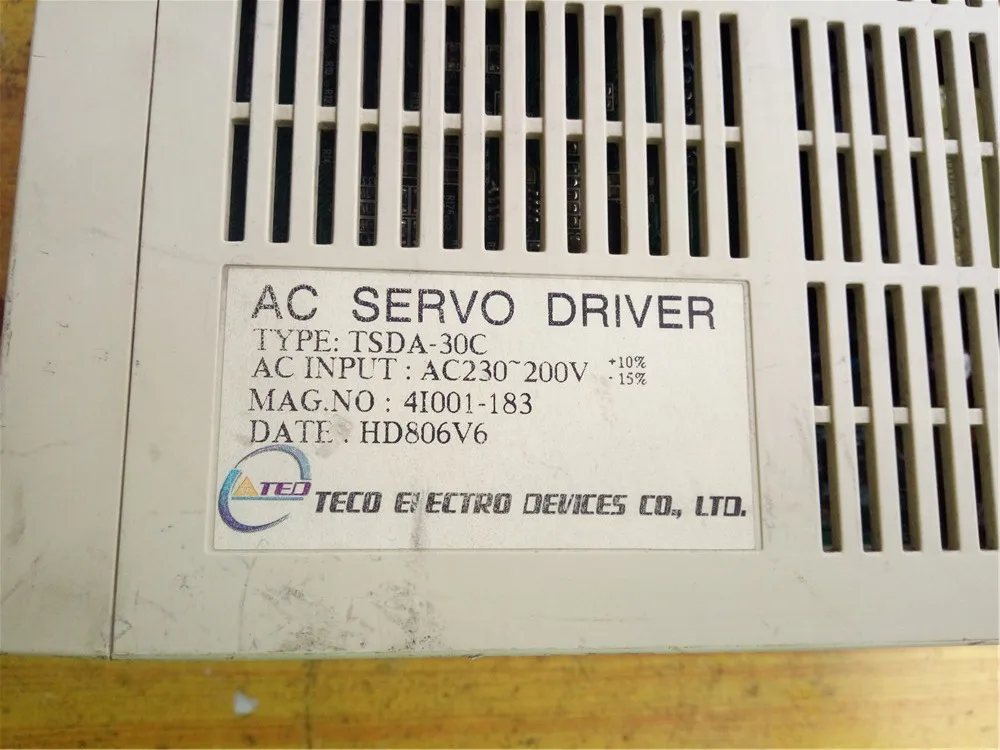 AC SERVO DRIVER
TYPE: TSDA-30C
AC INPUT : AC230~200V +10% -15%
MAG.NO : 4I001-183
DATE : HD806V6
TED
TECO ELECTRO DEVICES CO., LTD.